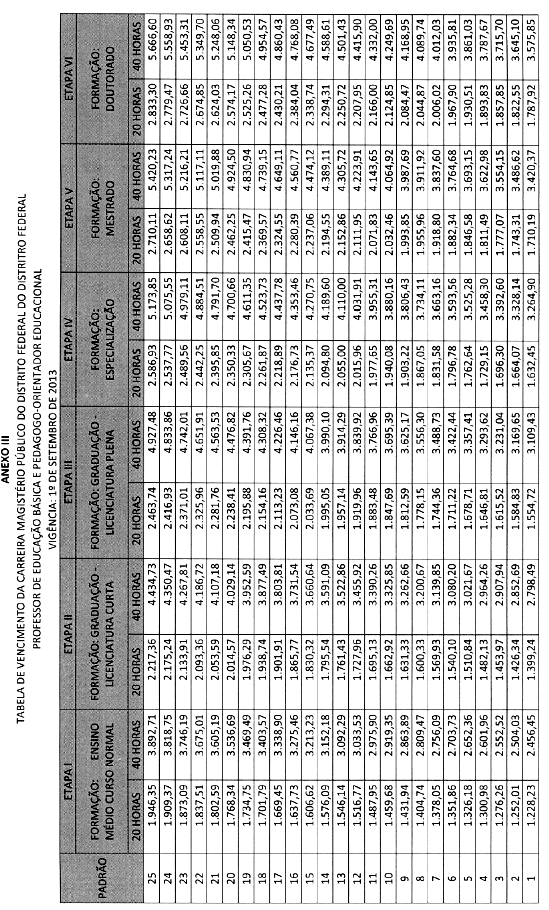 ANEXO III
TABELA DE VENCIMENTO DA CARREIRA MAGISTÉRIO PÚBLICO DO DISTRITO FEDERAL DO DISTRITRO FEDERAL
PROFESSOR DE EDUCAÇÃO BÁSICA E PEDAGOGO-ORIENTADOR EDUCACIONAL
VIGÊNCIA: 1º DE SETEMBRO DE 2013
PADRÃO ETAPA I ETAPA II ETAPA III ETAPA IV ETAPA V ETAPA VI
FORMAÇÃO: ENSINO MÉDIO CURSO NORMAL FORMAÇÃO: GRADUAÇÃO - LICENCIATURA CURTA FORMAÇÃO: GRADUAÇÃO - LICENCIATURA PLENA FORMAÇÃO: ESPECIALIZAÇÃO FORMAÇÃO: MESTRADO FORMAÇÃO: DOUTORADO
20 HORAS 40 HORAS 20 HORAS 40 HORAS 20 HORAS 40 HORAS 20 HORAS 40 HORAS 20 HORAS 40 HORAS 20 HORAS 40 HORAS
25 1.946,35 3.892,71 2.217,36 4.434,73 2.463,74 4.927,48 2.586,93 5.173,85 2.710,11 5.420,23 2.833,30 5.666,60
24 1.909,37 3.818,75 2.175,24 4.350,47 2.416,93 4.833,86 2.537,77 5.075,55 2.658,62 5.317,24 2.779,47 5.558,93
23 1.873,09 3.746,19 2.133,91 4.267,81 2.371,01 4.742,01 2.489,56 4.979,11 2.608,11 5.216,21 2.726,66 5.453,31
22 1.837,51 3.675,01 2.093,36 4.186,72 2.325,96 4.651,91 2.442,25 4.884,51 2.558,55 5.117,11 2.674,85 5.349,70
21 1.802,59 3.605,19 2.053,59 4.107,18 2.281,76 4.563,53 2.395,85 4.791,70 2.509,94 5.019,88 2.624,03 5.248,06
20 1.768,34 3.536,69 2.014,57 4.029,14 2.238,41 4.476,82 2.350,33 4.700,66 2.462,25 4.924,50 2.574,17 5.148,34
19 1.734,75 3.469,49 1.976,29 3.952,59 2.195,88 4.391,76 2.305,67 4.611,35 2.415,47 4.830,94 2.525,26 5.050,53
18 1.701,79 3.403,57 1.938,74 3.877,49 2.154,16 4.308,32 2.261,87 4.523,73 2.369,57 4.739,15 2.477,28 4.954,57
17 1.669,45 3.338,90 1.901,91 3.803,81 2.113,23 4.226,46 2.218,89 4.437,78 2.324,55 4.649,11 2.430,21 4.860,43
16 1.637,73 3.275,46 1.865,77 3.731,54 2.073,08 4.146,16 2.176,73 4.353,46 2.280,39 4.560,77 2.384,04 4.768,08
15 1.606,62 3.213,23 1.830,32 3.660,64 2.033,69 4.067,38 2.135,37 4.270,75 2.237,06 4.474,12 2.338,74 4.677,49
14 1.576,09 3.152,18 1.795,54 3.591,09 1.995,05 3.990,10 2.094,80 4.189,60 2.194,55 4.389,11 2.294,31 4.588,61
13 1.546,14 3.092,29 1.761,43 3.522,86 1.957,14 3.914,29 2.055,00 4.110,00 2.152,86 4.305,72 2.250,72 4.501,43
12 1.516,77 3.033,53 1.727,96 3.455,92 1.919,96 3.839,92 2.015,96 4.031,91 2.111,95 4.223,91 2.207,95 4.415,90
11 1.487,95 2.975,90 1.695,13 3.390,26 1.883,48 3.766,96 1.977,65 3.955,31 2.071,83 4.143,65 2.166,00 4.332,00
10 1.459,68 2.919,35 1.662,92 3.325,85 1.847,69 3.695,39 1.940,08 3.880,16 2.032,46 4.064,92 2.124,85 4.249,69
9 1.431,94 2.863,89 1.631,33 3.262,66 1.812,59 3.625,17 1.903,22 3.806,43 1.993,85 3.987,69 2.084,47 4.168,95
8 1.404,74 2.809,47 1.600,33 3.200,67 1.778,15 3.556,30 1.867,05 3.734,11 1.955,96 3.911,92 2.044,87 4.089,74
7 1.378,05 2.756,09 1.569,93 3.139,85 1.744,36 3.488,73 1.831,58 3.663,16 1.918,80 3.837,60 2.006,02 4.012,03
6 1.351,86 2.703,73 1.540,10 3.080,20 1.711,22 3.422,44 1.796,78 3.593,56 1.882,34 3.764,68 1.967,90 3.935,81
5 1.326,18 2.652,36 1.510,84 3.021,67 1.678,71 3.357,41 1.762,64 3.525,28 1.846,58 3.693,15 1.930,51 3.861,03
4 1.300,98 2.601,96 1.482,13 2.964,26 1.646,81 3.293,62 1.729,15 3.458,30 1.811,49 3.622,98 1.893,83 3.787,67
3 1.276,26 2.552,52 1.453,97 2.907,94 1.615,52 3.231,04 1.696,30 3.392,60 1.777,07 3.554,15 1.857,85 3.715,70
2 1.252,01 2.504,03 1.426,34 2.852,69 1.584,83 3.169,65 1.664,07 3.328,14 1.743,31 3.486,62 1.822,55 3.645,10
1 1.228,23 2.456,45 1.399,24 2.798,49 1.554,72 3.109,43 1.632,45 3.264,90 1.710,19 3.420,37 1.787,92 3.575,85